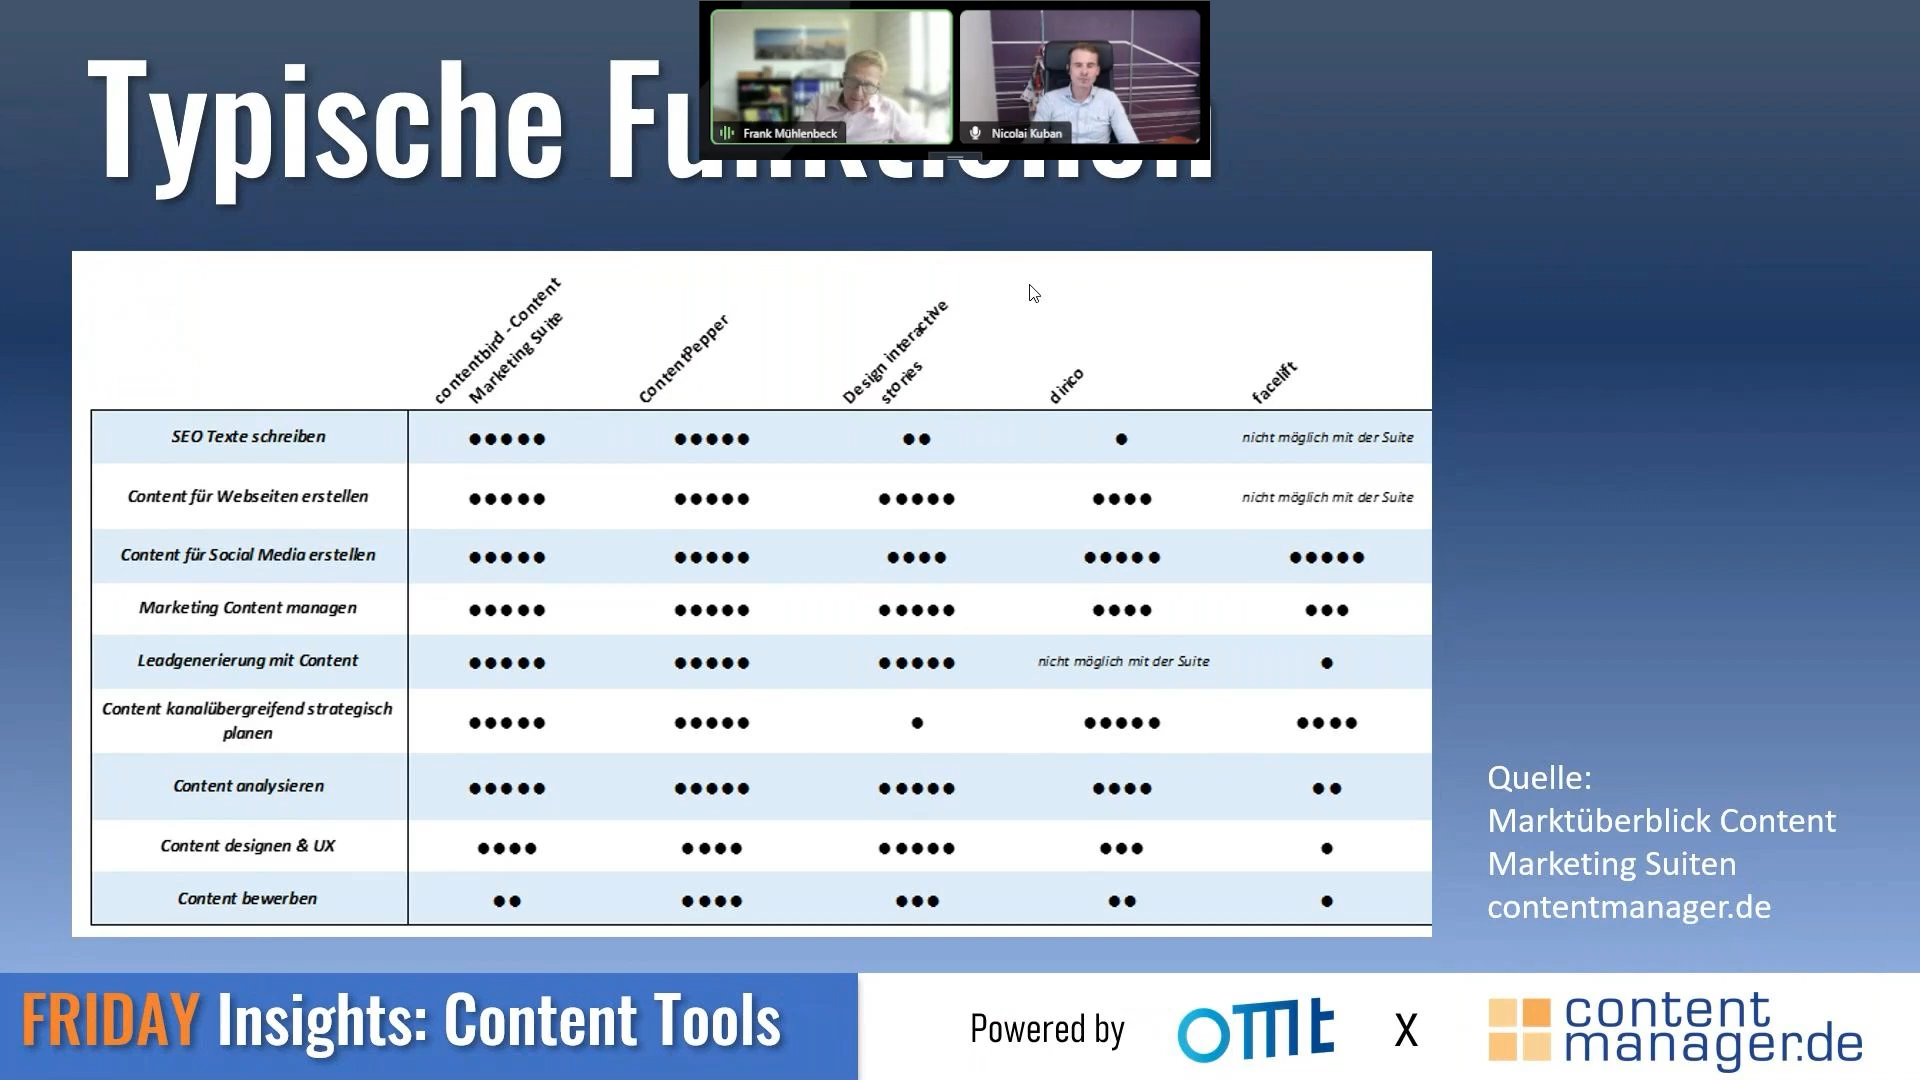 Typische Funktionen
Frank Mühlenbeck
Nicolai Kuban
contentbird - Content
Marketing Suite
ContentPepper
Design interactive
stories
dirico
facelift
SEO Texte schreiben ●●●●● ●●●●● ●● ● nicht möglich mit der Suite
Content für Webseiten erstellen ●●●●● ●●●●● ●●●●● ●●●● nicht möglich mit der Suite
Content für Social Media erstellen ●●●●● ●●●●● ●●●● ●●●●● ●●●●●
Marketing Content managen ●●●●● ●●●●● ●●●●● ●●●● ●●●
Leadgenerierung mit Content ●●●●● ●●●●● ●●●●● nicht möglich mit der Suite ●
Content kanalübergreifend strategisch
planen ●●●●● ●●●●● ● ●●●●● ●●●●
Content analysieren ●●●●● ●●●●● ●●●●● ●●●● ●●
Content designen & UX ●●●● ●●●● ●●●●● ●●● ●
Content bewerben ●● ●●●● ●●● ●● ●
Quelle:
Marktüberblick Content
Marketing Suiten
contentmanager.de
FRIDAY Insights: Content Tools
Powered by
OMT
X
content
manager.de